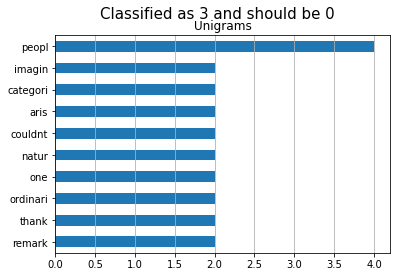 Classified as 3 and should be 0
Unigrams
peopl
imagin
categori
aris
couldnt
natur
one
ordinari
thank
remark
0.0 0.5 1.0 1.5 2.0 2.5 3.0 3.5 4.0